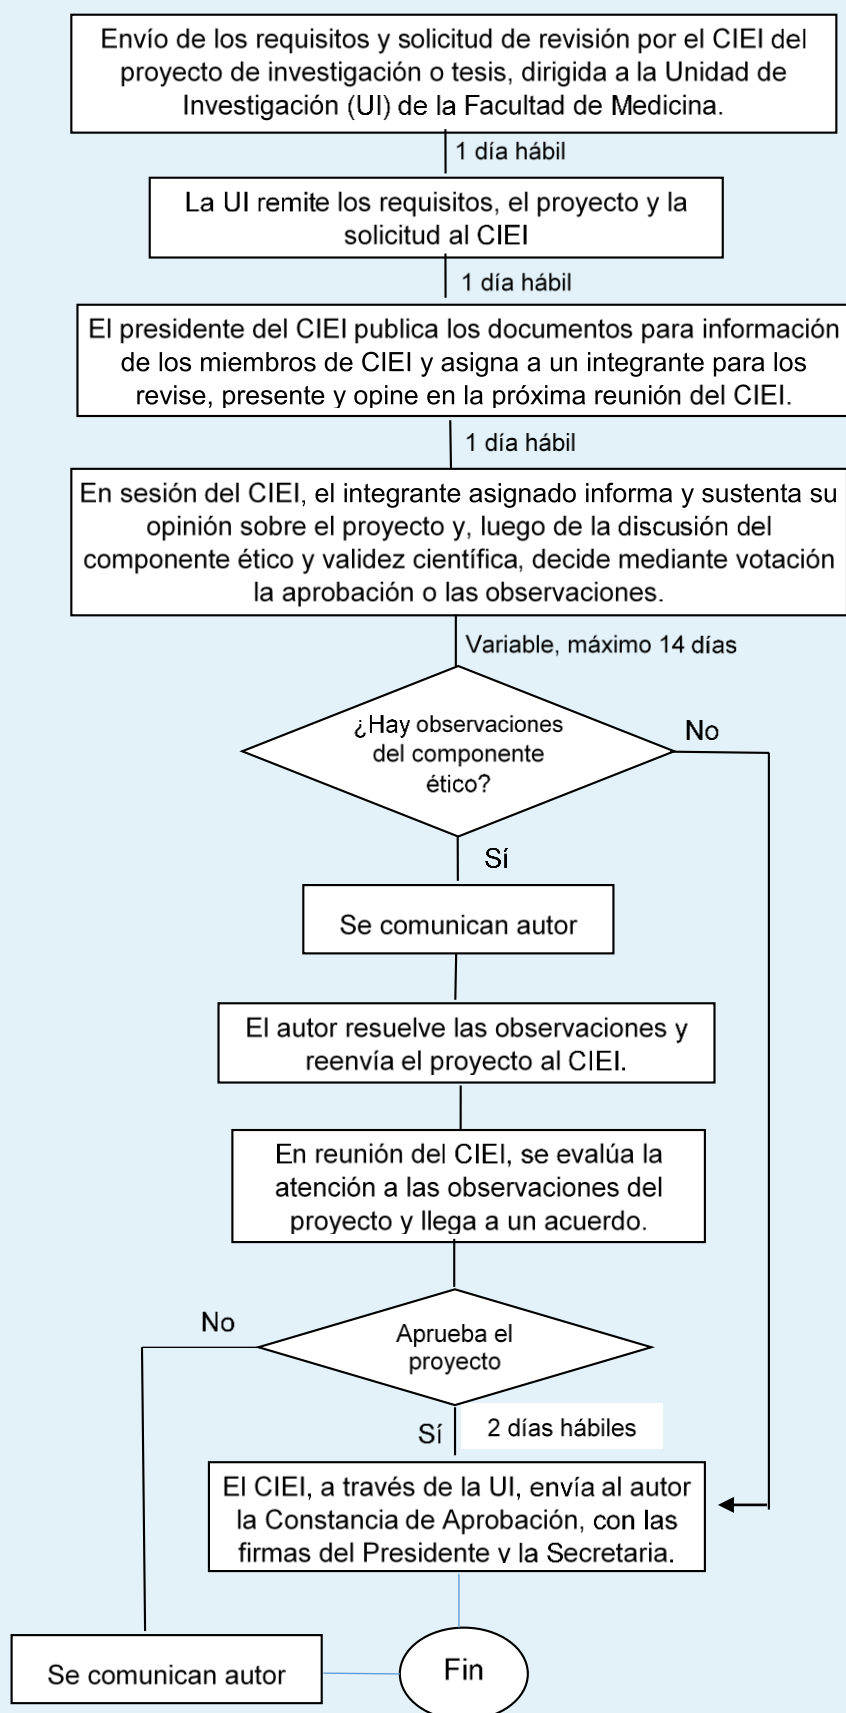 Envío de los requisitos y solicitud de revisión por el CIEI del
proyecto de investigación o tesis, dirigida a la Unidad de
Investigación (UI) de la Facultad de Medicina.
1 día hábil
La UI remite los requisitos, el proyecto y la
solicitud al CIEI
1 día hábil
El presidente del CIEI publica los documentos para información
de los miembros de CIEI y asigna a un integrante para los
revise, presente y opine en la próxima reunión del CIEI.
1 día hábil
En sesión del CIEI, el integrante asignado informa y sustenta su
opinión sobre el proyecto y, luego de la discusión del
componente ético y validez científica, decide mediante votación
la aprobación o las observaciones.
Variable, máximo 14 días
¿Hay observaciones
del componente
ético?
No
Sí
Se comunican autor
El autor resuelve las observaciones y
reenvía el proyecto al CIEI.
En reunión del CIEI, se evalúa la
atención a las observaciones del
proyecto y llega a un acuerdo.
No
Aprueba el
proyecto
Sí
2 días hábiles
El CIEI, a través de la UI, envía al autor
la Constancia de Aprobación, con las
firmas del Presidente y la Secretaria.
Se comunican autor
Fin